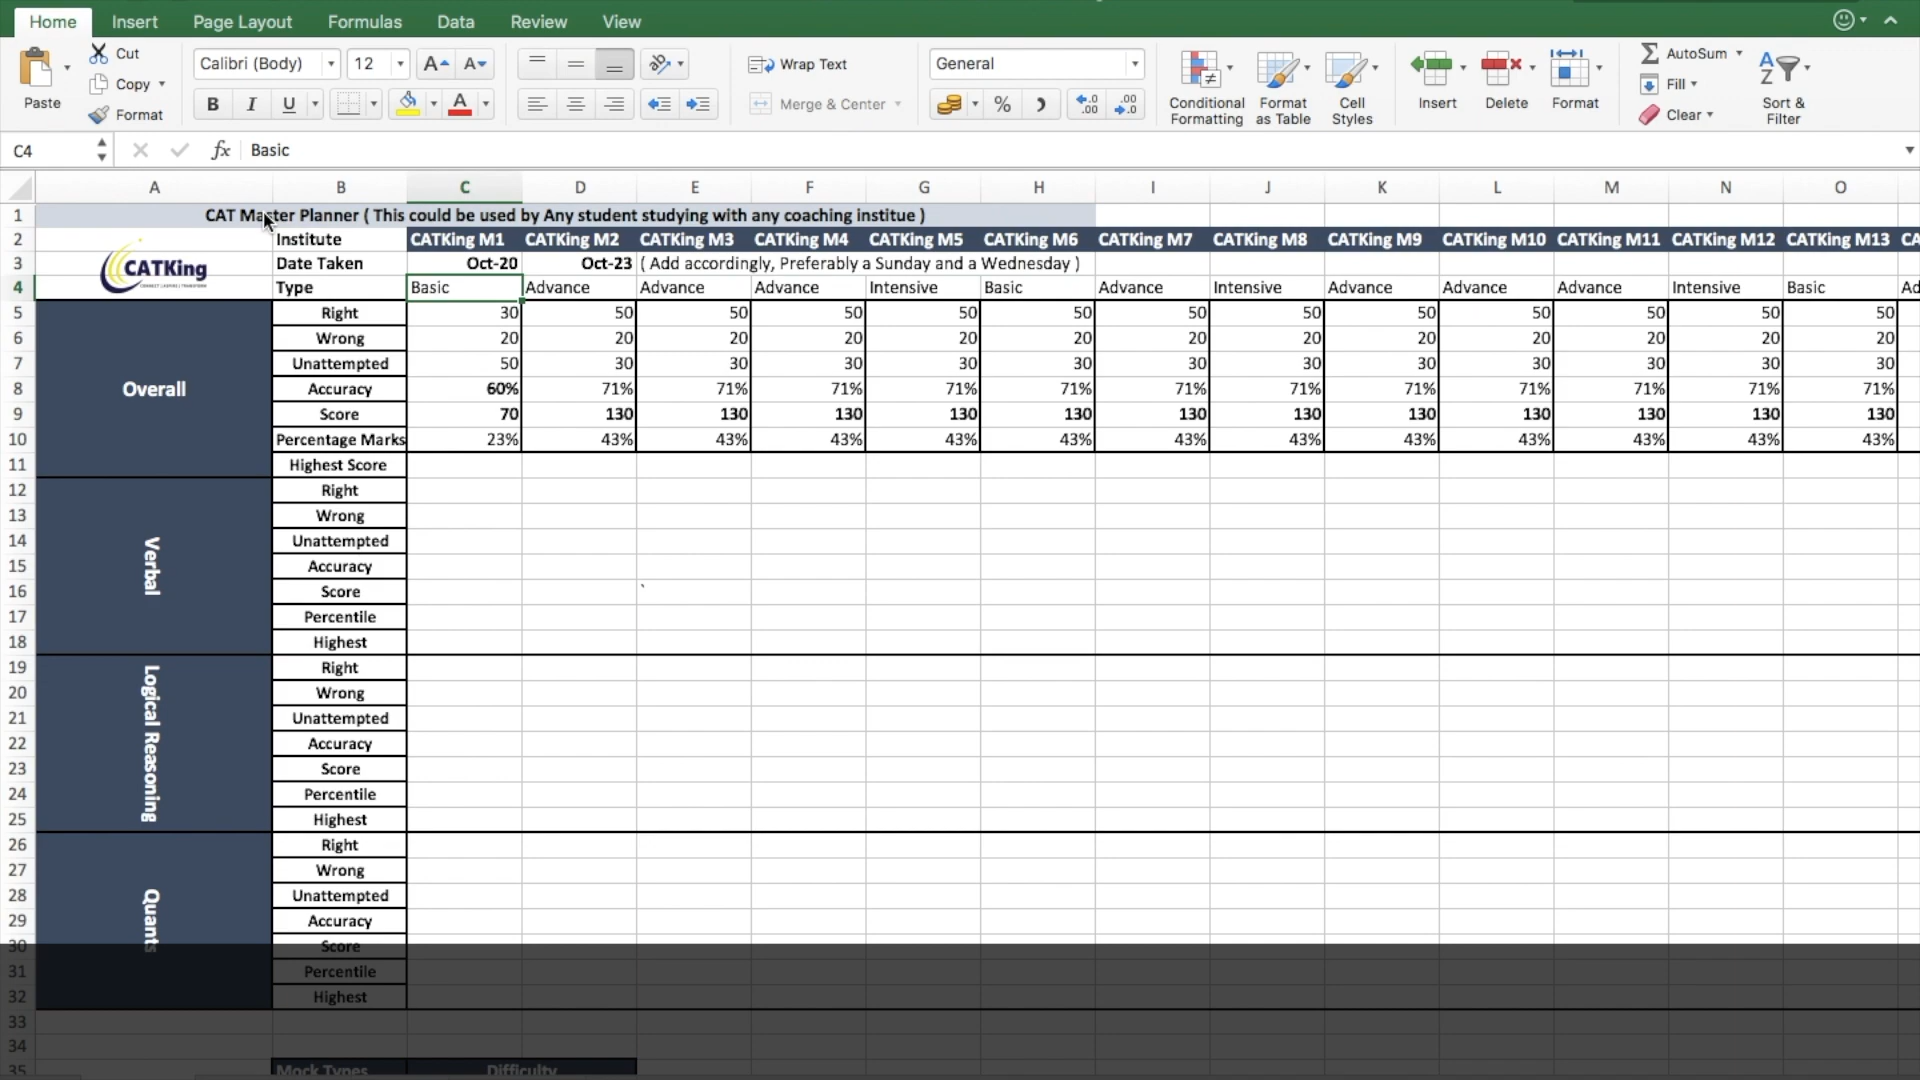 Home Insert Page Layout Formulas Data Review View
Cut Calibri (Body) 12 A A Wrap Text General AutoSum
Copy Fill
Paste Format B I U A Merge & Center % .0 .00 .00 .0 Conditional Formatting Format as Table Cell Styles Insert Delete Format Clear Sort & Filter
C4 fx Basic
A B C D E F G H I J K L M N O
1 CAT Master Planner ( This could be used by Any student studying with any coaching institue )
2 Institute CATKing M1 CATKing M2 CATKing M3 CATKing M4 CATKing M5 CATKing M6 CATKing M7 CATKing M8 CATKing M9 CATKing M10 CATKing M11 CATKing M12 CATKing M13 CA
CATKing
3 Date Taken Oct-20 Oct-23 ( Add accordingly, Preferably a Sunday and a Wednesday )
4 Type Basic Advance Advance Advance Intensive Basic Advance Intensive Advance Advance Advance Intensive Basic Ad
5 Right 30 50 50 50 50 50 50 50 50 50 50 50 50
6 Wrong 20 20 20 20 20 20 20 20 20 20 20 20 20
7 Unattempted 50 30 30 30 30 30 30 30 30 30 30 30 30
8 Overall Accuracy 60% 71% 71% 71% 71% 71% 71% 71% 71% 71% 71% 71% 71%
9 Score 70 130 130 130 130 130 130 130 130 130 130 130 130
10 Percentage Marks 23% 43% 43% 43% 43% 43% 43% 43% 43% 43% 43% 43% 43%
11 Highest Score
12 Right
13 Wrong
14 Unattempted
15 Verbal Accuracy
16 Score `
17 Percentile
18 Highest
19 Right
20 Wrong
21 Unattempted
22 Logical Reasoning Accuracy
23 Score
24 Percentile
25 Highest
26 Right
27 Wrong
28 Unattempted
29 Quants Accuracy
30 Score
31 Percentile
32 Highest
33
34
35 Mock Types Difficulty